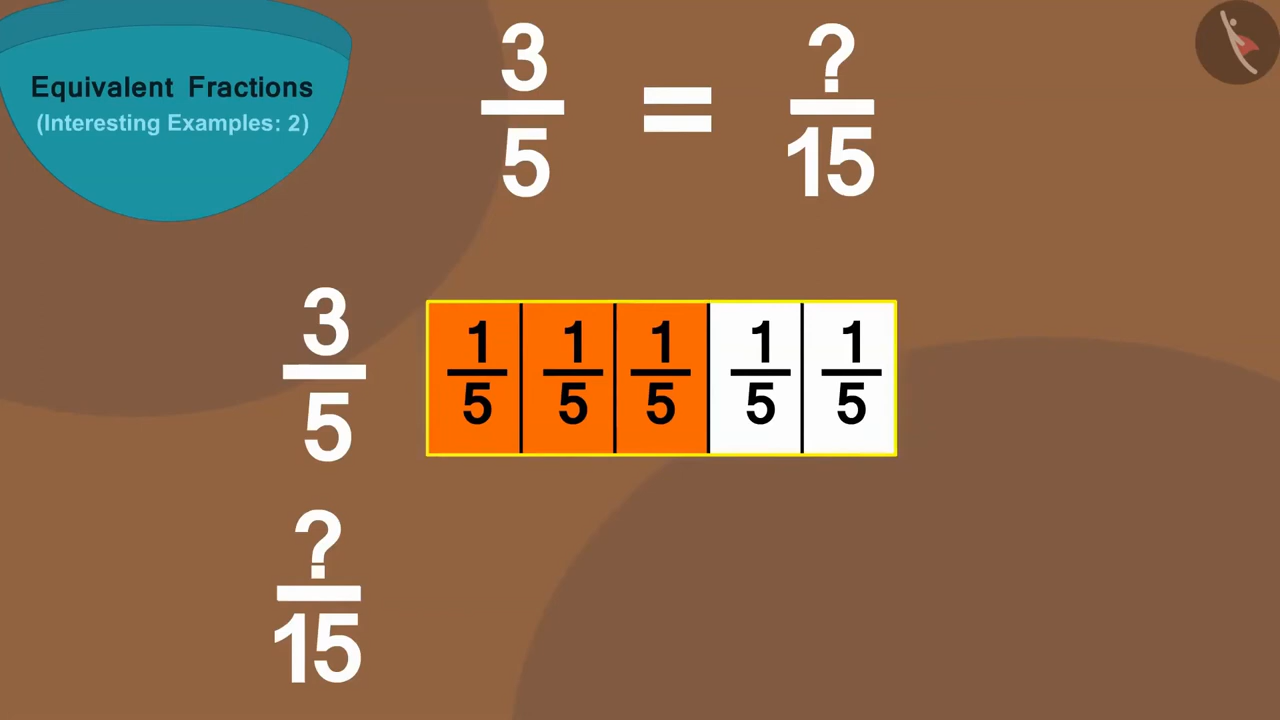 Equivalent Fractions
(Interesting Examples: 2)
3/5 = ?/15
3/5 1/5 1/5 1/5 1/5 1/5
?/15